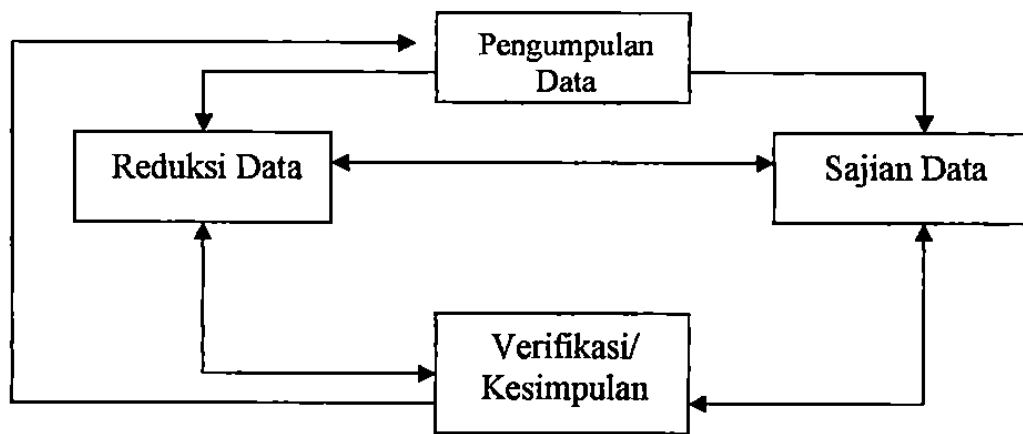 Pengumpulan
Data
Reduksi Data
Sajian Data
Verifikasi/
Kesimpulan